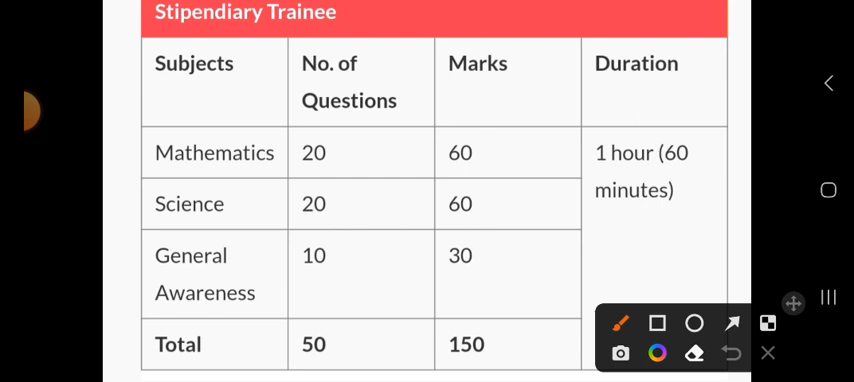 Stipendiary Trainee
Subjects No. of Marks Duration
Questions
Mathematics 20 60 1 hour (60
minutes)
Science 20 60
General 10 30
Awareness
Total 50 150